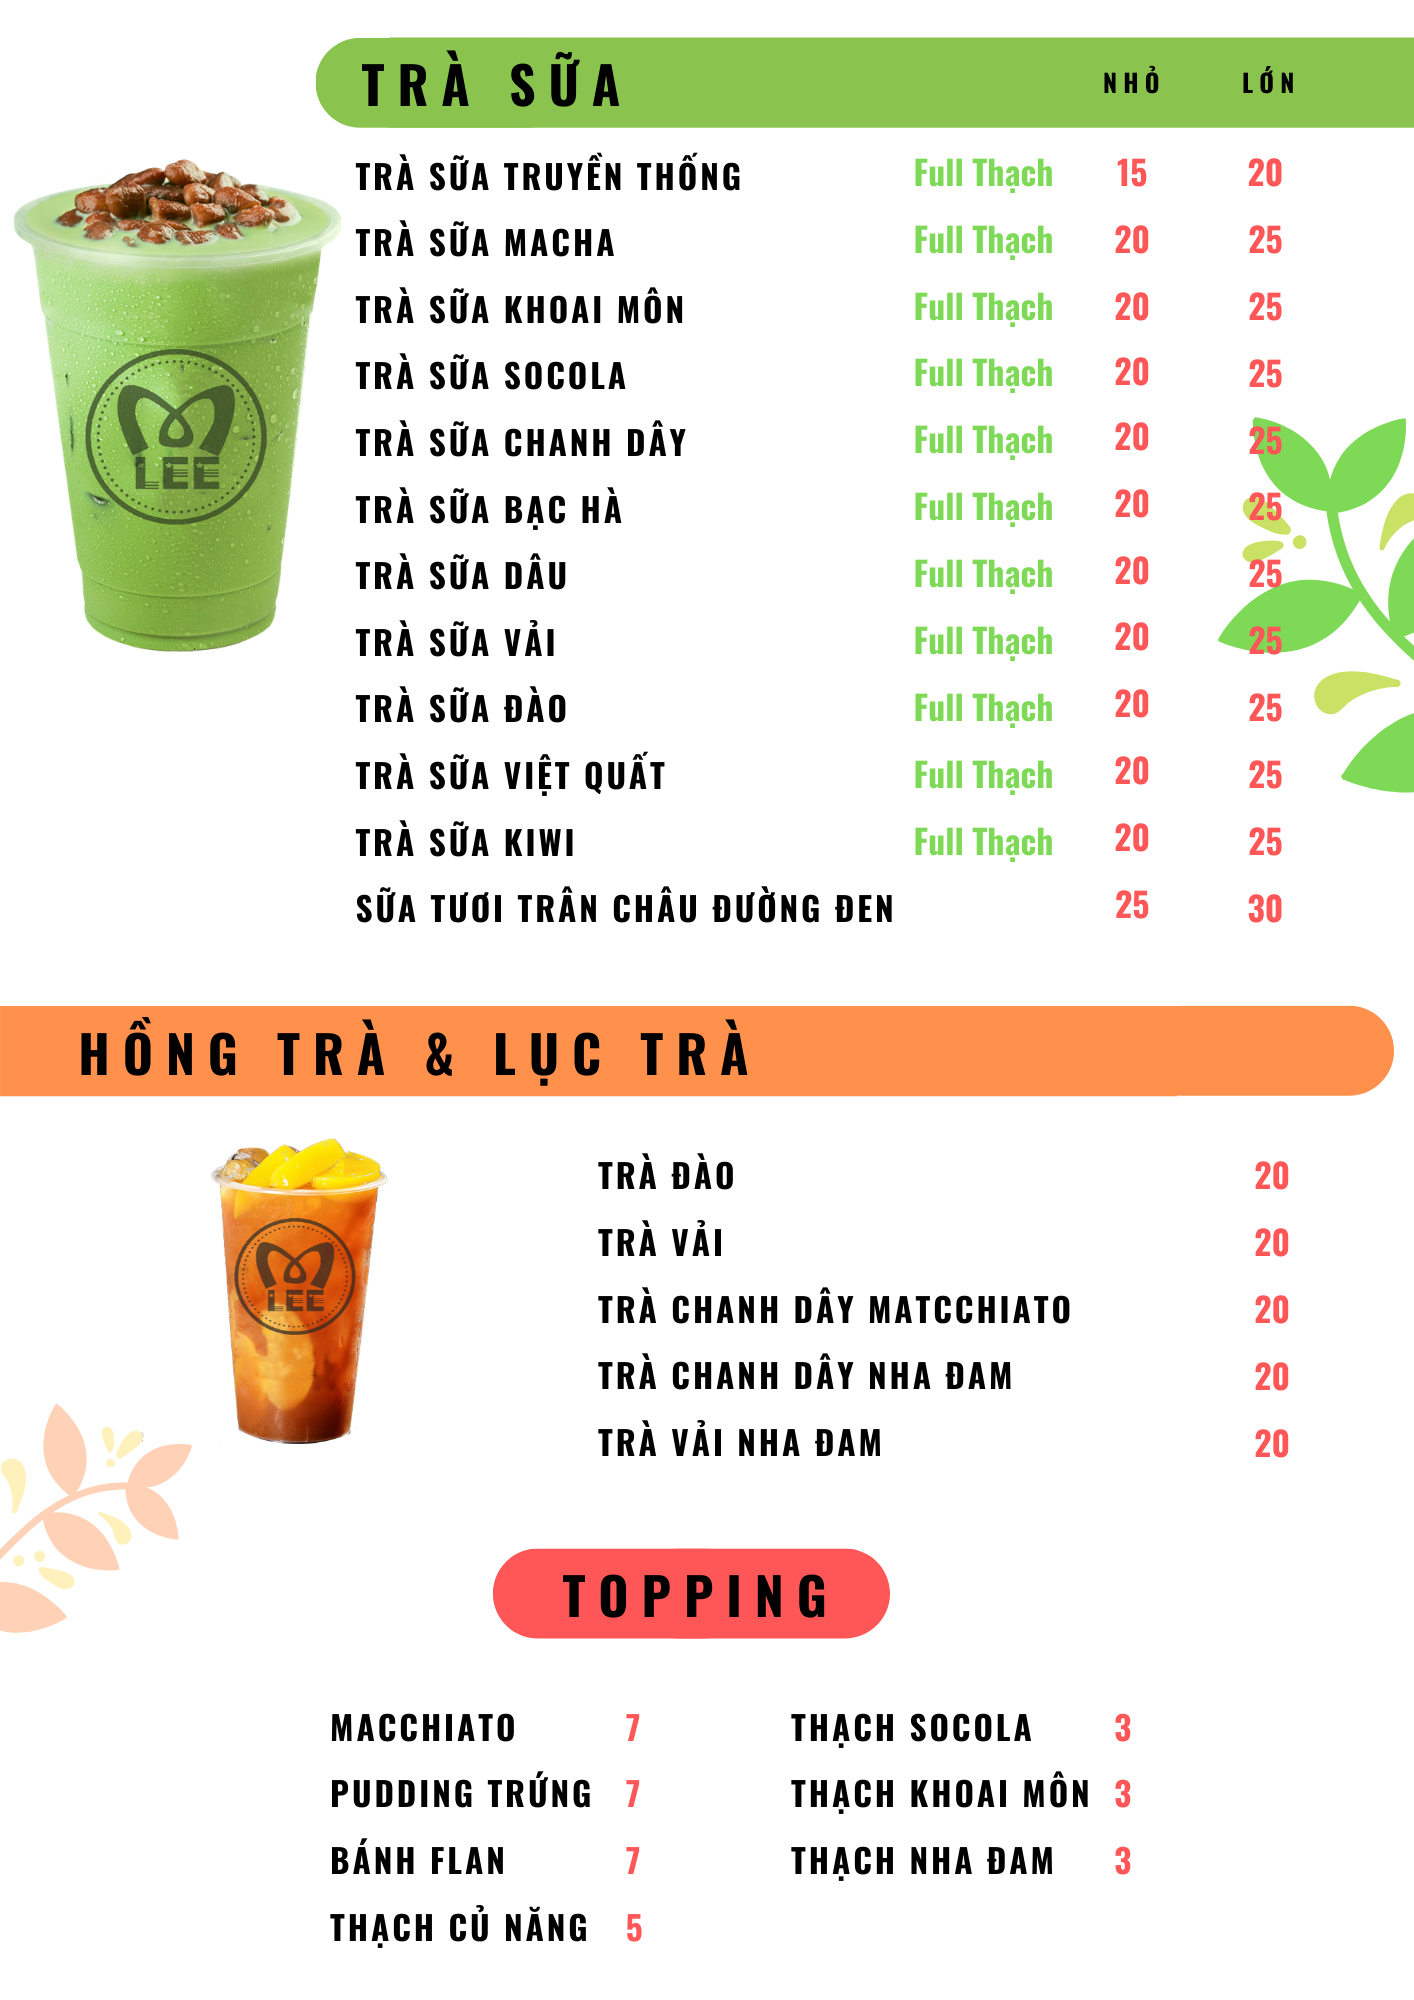 TRÀ SỮA NHỎ LỚN
TRÀ SỮA TRUYỀN THỐNG Full Thạch 15 20
TRÀ SỮA MACHA Full Thạch 20 25
TRÀ SỮA KHOAI MÔN Full Thạch 20 25
TRÀ SỮA SOCOLA Full Thạch 20 25
TRÀ SỮA CHANH DÂY Full Thạch 20 25
TRÀ SỮA BẠC HÀ Full Thạch 20 25
TRÀ SỮA DÂU Full Thạch 20 25
TRÀ SỮA VẢI Full Thạch 20 25
TRÀ SỮA ĐÀO Full Thạch 20 25
TRÀ SỮA VIỆT QUẤT Full Thạch 20 25
TRÀ SỮA KIWI Full Thạch 20 25
SỮA TƯƠI TRÂN CHÂU ĐƯỜNG ĐEN 25 30
LEE
HỒNG TRÀ & LỤC TRÀ
TRÀ ĐÀO 20
TRÀ VẢI 20
TRÀ CHANH DÂY MATCCHIATO 20
TRÀ CHANH DÂY NHA ĐAM 20
TRÀ VẢI NHA ĐAM 20
LEE
TOPPING
MACCHIATO 7
PUDDING TRỨNG 7
BÁNH FLAN 7
THẠCH CỦ NĂNG 5
THẠCH SOCOLA 3
THẠCH KHOAI MÔN 3
THẠCH NHA ĐAM 3